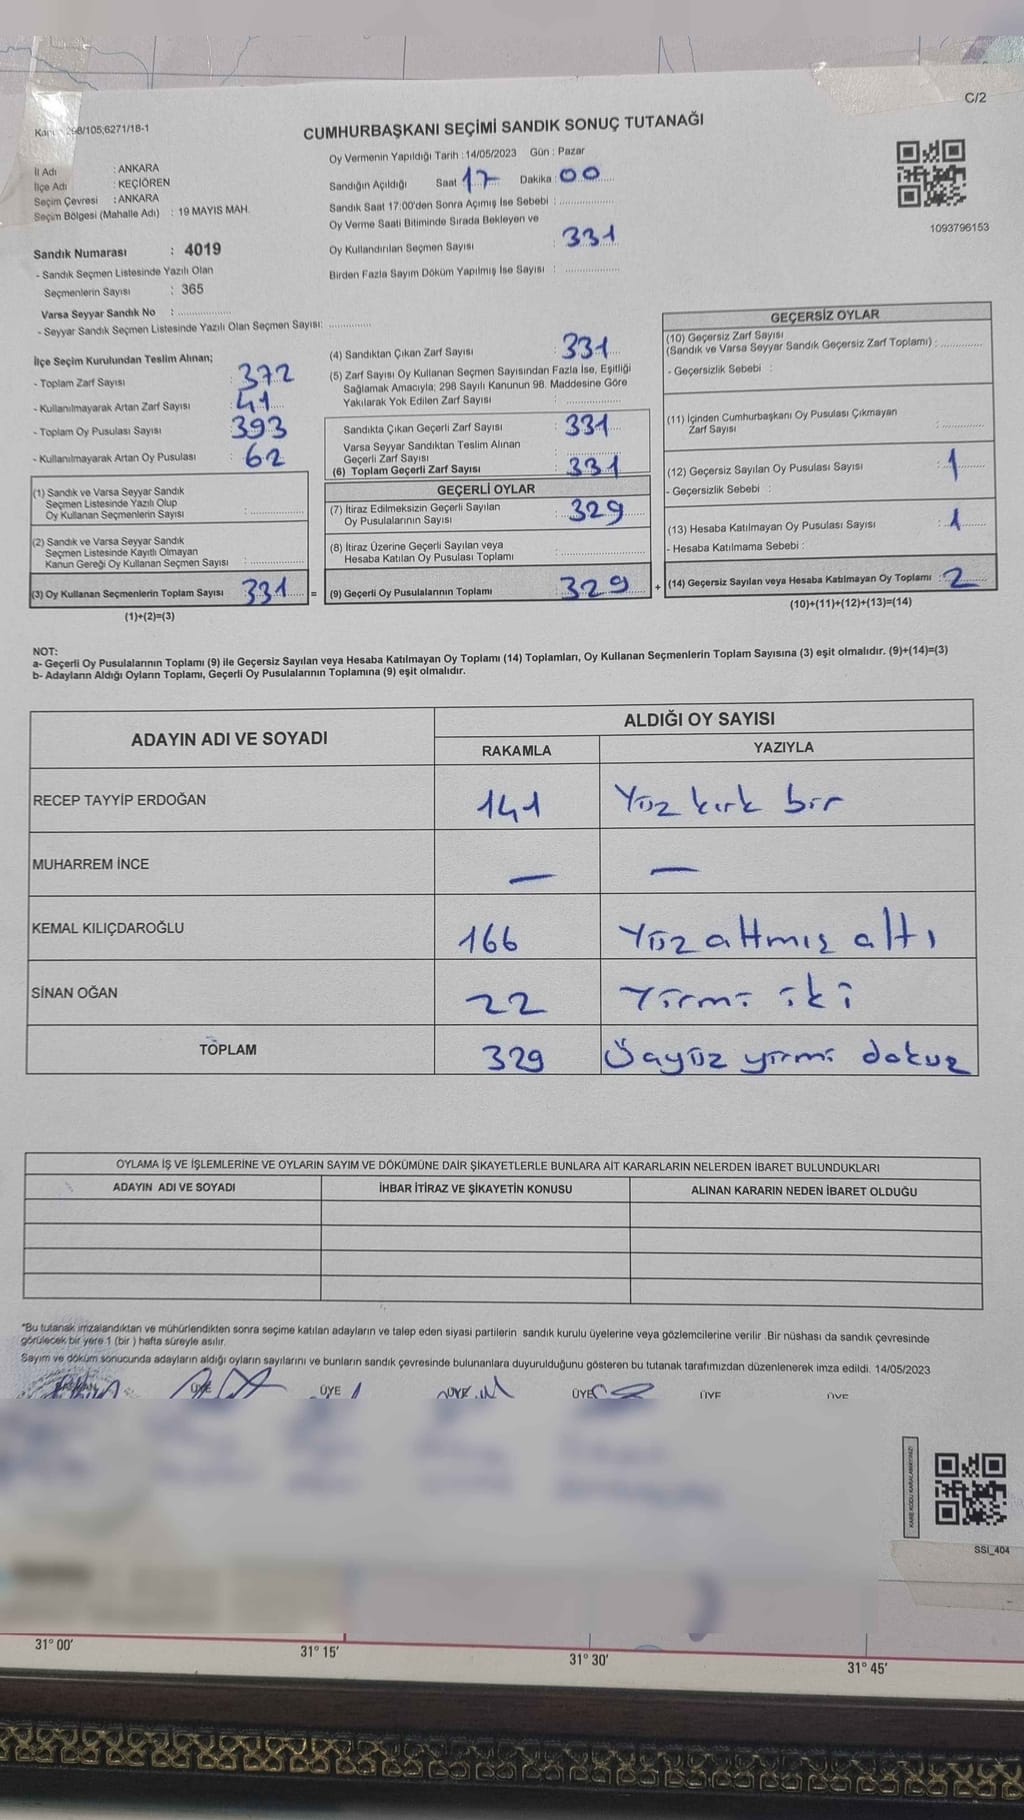 C/2
298/105;6271/18-1
CUMHURBAŞKANI SEÇİMİ SANDIK SONUÇ TUTANAĞI
İl Adı : ANKARA
İlçe Adı : KEÇİÖREN
Seçim Çevresi : ANKARA
Seçim Bölgesi (Mahalle Adı) : 19 MAYIS MAH.
Sandık Numarası : 4019
- Sandık Seçmen Listesinde Yazılı Olan
Seçmenlerin Sayısı : 365
Varsa Seyyar Sandık No :
- Seyyar Sandık Seçmen Listesinde Yazılı Olan Seçmen Sayısı:
Oy Vermenin Yapıldığı Tarih : 14/05/2023 Gün : Pazar
Sandığın Açıldığı Saat 17 Dakika : 00
Sandık Saat 17:00'den Sonra Açımış İse Sebebi :
Oy Verme Saati Bitiminde Sırada Bekleyen ve
Oy Kullandırılan Seçmen Sayısı : 331
Birden Fazla Sayım Döküm Yapılmış İse Sayısı :
1093796153
İlçe Seçim Kurulundan Teslim Alınan;
- Toplam Zarf Sayısı : 372
- Kullanılmayarak Artan Zarf Sayısı : 41
- Toplam Oy Pusulası Sayısı : 393
- Kullanılmayarak Artan Oy Pusulası : 62
(1) Sandık ve Varsa Seyyar Sandık
Seçmen Listesinde Yazılı Olup
Oy Kullanan Seçmenlerin Sayısı :
(2) Sandık ve Varsa Seyyar Sandık
Seçmen Listesinde Kayıtlı Olmayan
Kanun Gereği Oy Kullanan Seçmen Sayısı :
(3) Oy Kullanan Seçmenlerin Toplam Sayısı : 331 =
(1)+(2)=(3)
(4) Sandıktan Çıkan Zarf Sayısı : 331
(5) Zarf Sayısı Oy Kullanan Seçmen Sayısından Fazla İse, Eşitliği
Sağlamak Amacıyla; 298 Sayılı Kanunun 98. Maddesine Göre
Yakılarak Yok Edilen Zarf Sayısı :
Sandıkta Çıkan Geçerli Zarf Sayısı : 331
Varsa Seyyar Sandıktan Teslim Alınan
Geçerli Zarf Sayısı :
(6) Toplam Geçerli Zarf Sayısı : 331
GEÇERLİ OYLAR
(7) İtiraz Edilmeksizin Geçerli Sayılan
Oy Pusulalarının Sayısı : 329
(8) İtiraz Üzerine Geçerli Sayılan veya
Hesaba Katılan Oy Pusulası Toplamı :
(9) Geçerli Oy Pusulalarının Toplamı : 329 +
GEÇERSİZ OYLAR
(10) Geçersiz Zarf Sayısı
(Sandık ve Varsa Seyyar Sandık Geçersiz Zarf Toplamı) :
- Geçersizlik Sebebi :
(11) İçinden Cumhurbaşkanı Oy Pusulası Çıkmayan
Zarf Sayısı :
(12) Geçersiz Sayılan Oy Pusulası Sayısı : 1
- Geçersizlik Sebebi :
(13) Hesaba Katılmayan Oy Pusulası Sayısı : 1
- Hesaba Katılmama Sebebi :
(14) Geçersiz Sayılan veya Hesaba Katılmayan Oy Toplamı : 2
(10)+(11)+(12)+(13)=(14)
NOT:
a- Geçerli Oy Pusulalarının Toplamı (9) ile Geçersiz Sayılan veya Hesaba Katılmayan Oy Toplamı (14) Toplamları, Oy Kullanan Seçmenlerin Toplam Sayısına (3) eşit olmalıdır. (9)+(14)=(3)
b- Adayların Aldığı Oyların Toplamı, Geçerli Oy Pusulalarının Toplamına (9) eşit olmalıdır.
ADAYIN ADI VE SOYADI ALDIĞI OY SAYISI
RAKAMLA YAZIYLA
RECEP TAYYİP ERDOĞAN 141 Yüz kırk bir
MUHARREM İNCE — —
KEMAL KILIÇDAROĞLU 166 Yüz altmış altı
SİNAN OĞAN 22 Yirmi iki
TOPLAM 329 Üçyüz yirmi dokuz
OYLAMA İŞ VE İŞLEMLERİNE VE OYLARIN SAYIM VE DÖKÜMÜNE DAİR ŞİKAYETLERLE BUNLARA AİT KARARLARIN NELERDEN İBARET BULUNDUKLARI
ADAYIN ADI VE SOYADI İHBAR İTİRAZ VE ŞİKAYETİN KONUSU ALINAN KARARIN NEDEN İBARET OLDUĞU
"Bu tutanak imzalandıktan ve mühürlendikten sonra seçime katılan adayların ve talep eden siyasi partilerin sandık kurulu üyelerine veya gözlemcilerine verilir .Bir nüshası da sandık çevresinde
görülecek bir yere 1 (bir ) hafta süreyle asılır.
Sayım ve döküm sonucunda adayların aldığı oyların sayılarını ve bunların sandık çevresinde bulunanlara duyurulduğunu gösteren bu tutanak tarafımızdan düzenlenerek imza edildi. 14/05/2023
BAŞKAN ÜYE ÜYE ÜYE ÜYE ÜYE ÜYE
SSİ_404
31° 00' 31° 15' 31° 30' 31° 45'